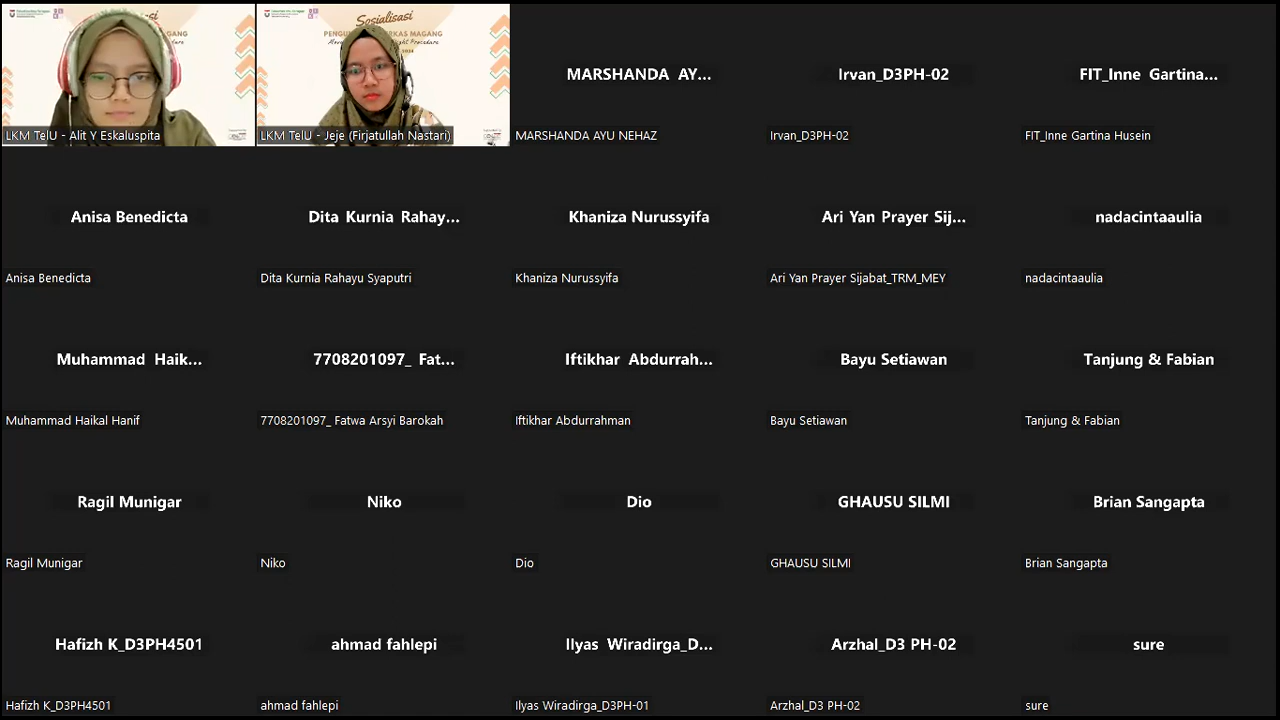 Sosialisasi
LKM TelU - Alit Y Eskaluspita
LKM TelU - Jeje (Firjatullah Nastari)
MARSHANDA AY...
MARSHANDA AYU NEHAZ
Irvan_D3PH-02
Irvan_D3PH-02
FIT_Inne Gartina...
FIT_Inne Gartina Husein
Anisa Benedicta
Anisa Benedicta
Dita Kurnia Rahay...
Dita Kurnia Rahayu Syaputri
Khaniza Nurussyifa
Khaniza Nurussyifa
Ari Yan Prayer Sij...
Ari Yan Prayer Sijabat_TRM_MEY
nadacintaaulia
nadacintaaulia
Muhammad Haik...
Muhammad Haikal Hanif
7708201097_ Fat...
7708201097_ Fatwa Arsyi Barokah
Iftikhar Abdurrah...
Iftikhar Abdurrahman
Bayu Setiawan
Bayu Setiawan
Tanjung & Fabian
Tanjung & Fabian
Ragil Munigar
Ragil Munigar
Niko
Niko
Dio
Dio
GHAUSU SILMI
GHAUSU SILMI
Brian Sangapta
Brian Sangapta
Hafizh K_D3PH4501
Hafizh K_D3PH4501
ahmad fahlepi
ahmad fahlepi
Ilyas Wiradirga_D...
Ilyas Wiradirga_D3PH-01
Arzhal_D3 PH-02
Arzhal_D3 PH-02
sure
sure